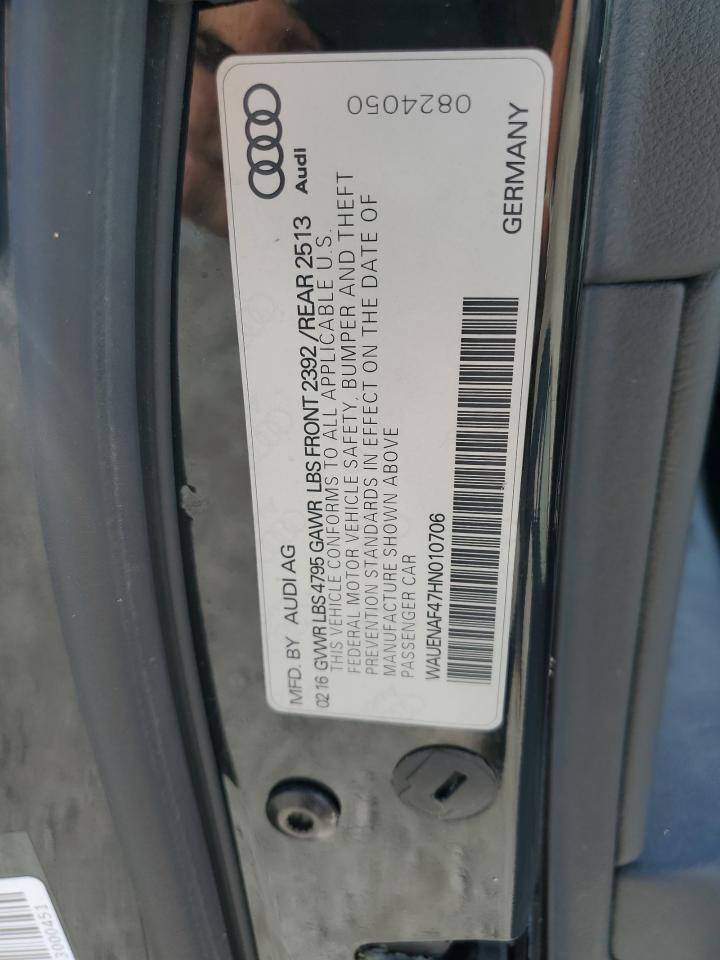 Audi
MFD. BY AUDI AG
0216 GVWR LBS 4795 GAWR LBS FRONT 2392 /REAR 2513
THIS VEHICLE CONFORMS TO ALL APPLICABLE U.S.
FEDERAL MOTOR VEHICLE SAFETY, BUMPER AND THEFT
PREVENTION STANDARDS IN EFFECT ON THE DATE OF
MANUFACTURE SHOWN ABOVE
PASSENGER CAR
WAUENAF47HN010706
GERMANY
0824050
3000451